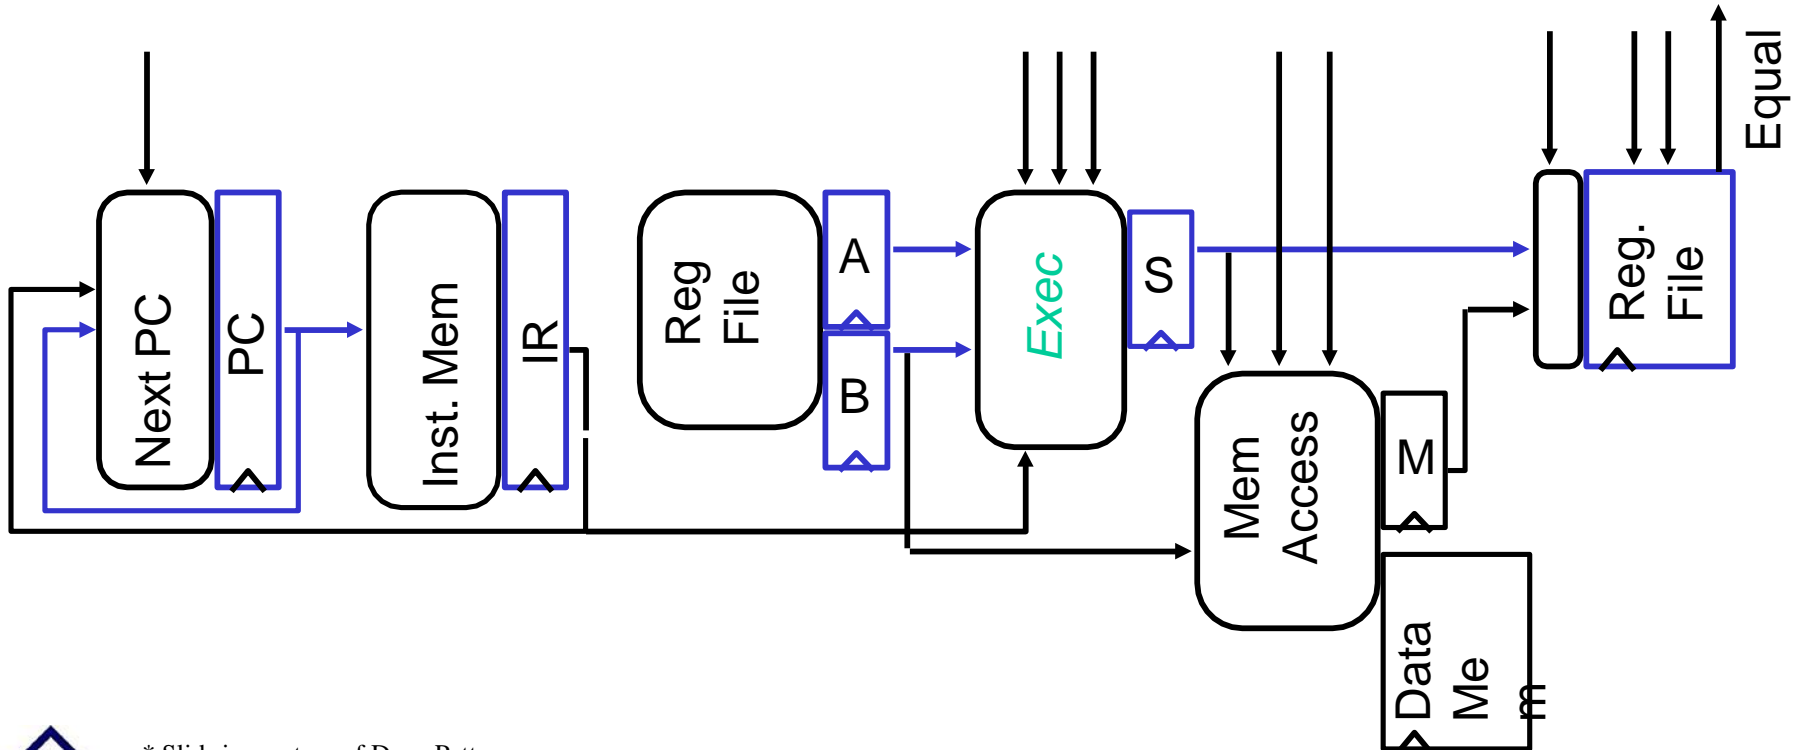 Next PC
PC
Inst. Mem
IR
Reg
File
A
B
Exec
S
Mem
Access
M
Data
Me
m
Reg.
File
Equal